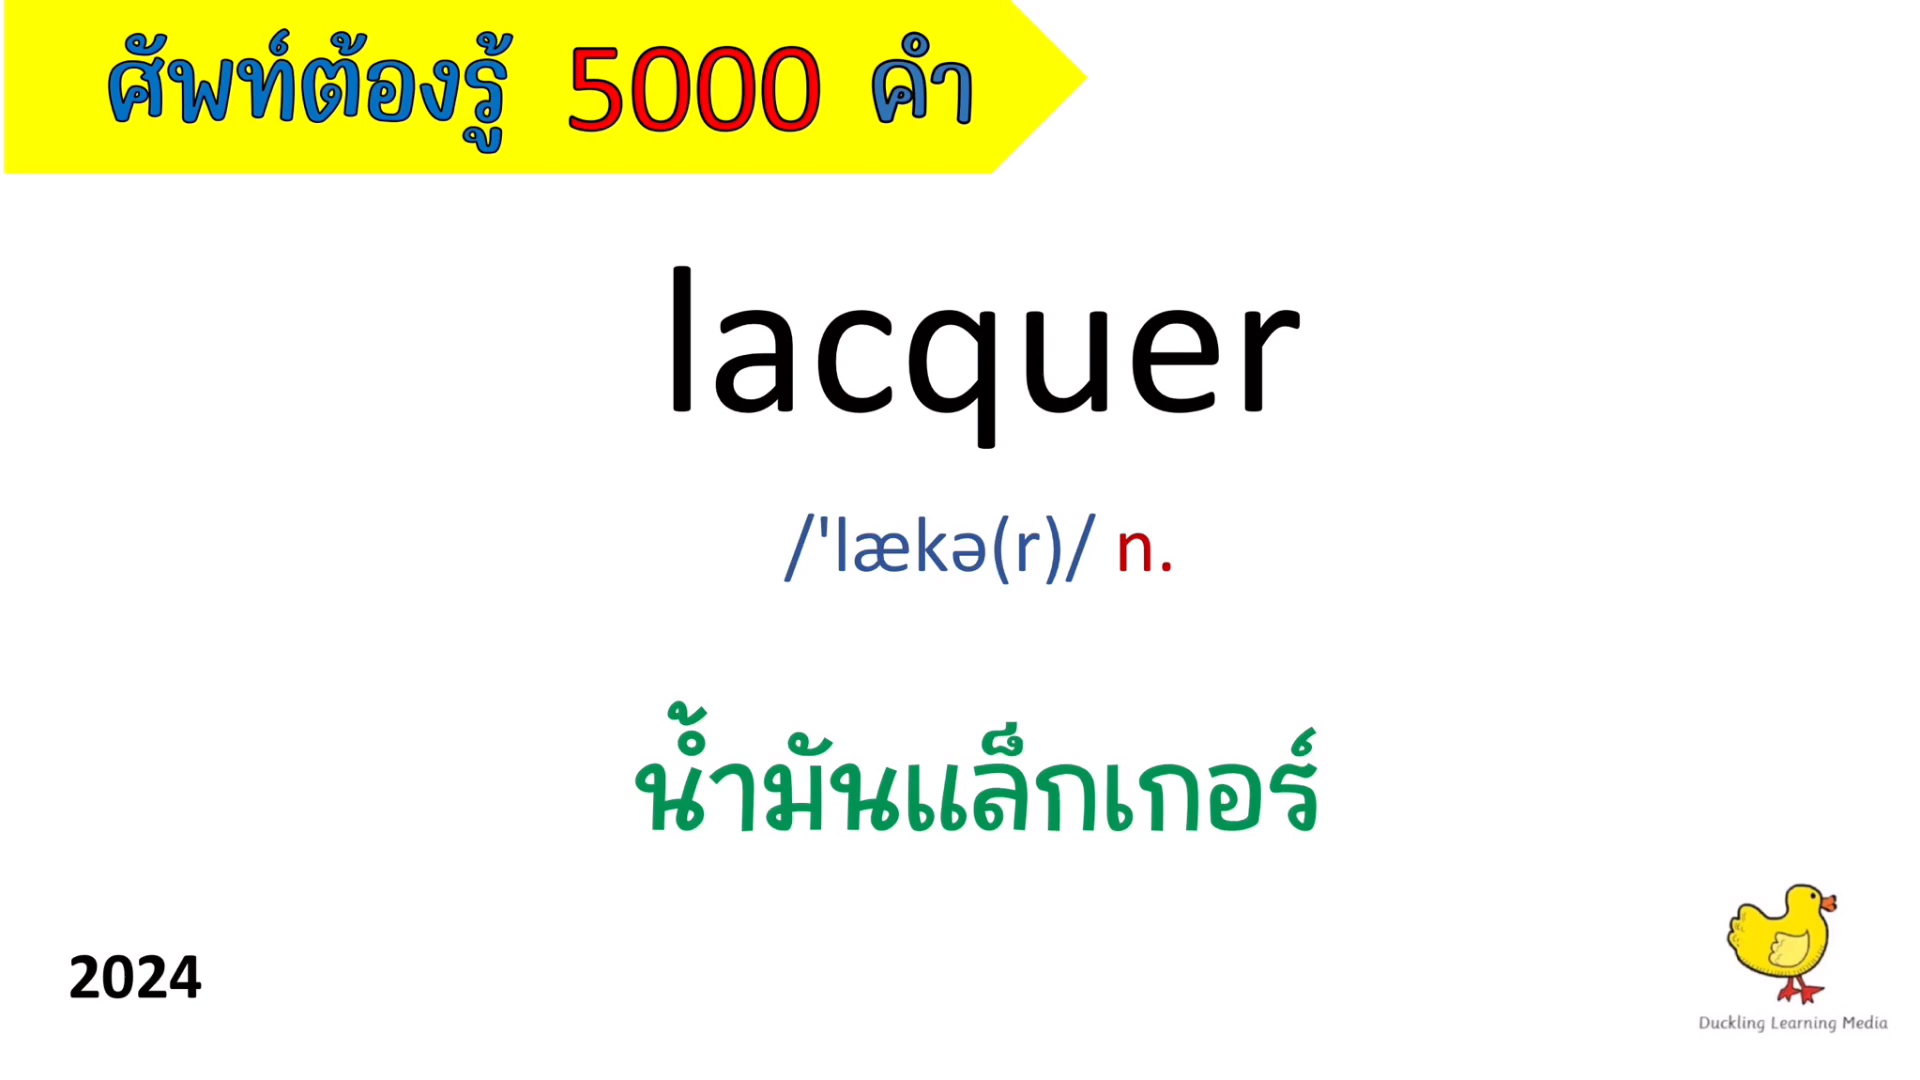 ศัพท์ต้องรู้ 5000 คำ
lacquer
/'lækə(r)/ n.
น้ำมันแล็กเกอร์
2024
Duckling Learning Media